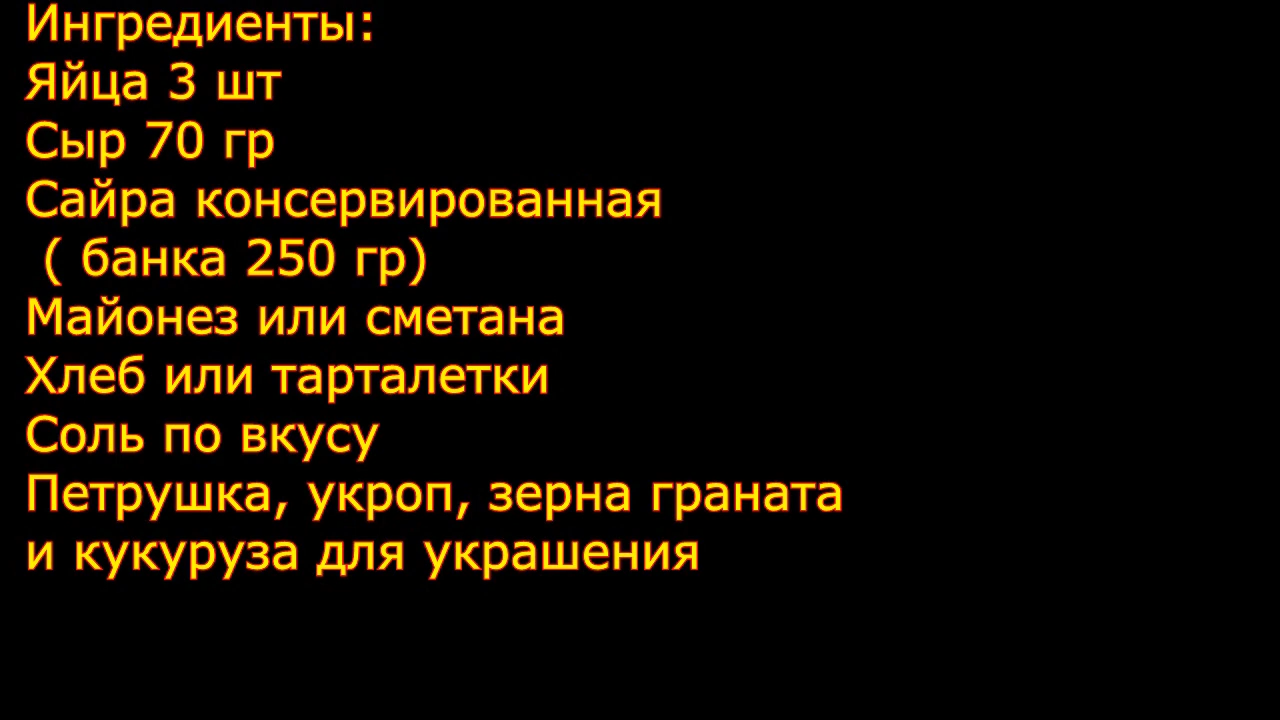 Ингредиенты:
Яйца 3 шт
Сыр 70 гр
Сайра консервированная
( банка 250 гр)
Майонез или сметана
Хлеб или тарталетки
Соль по вкусу
Петрушка, укроп, зерна граната
и кукуруза для украшения